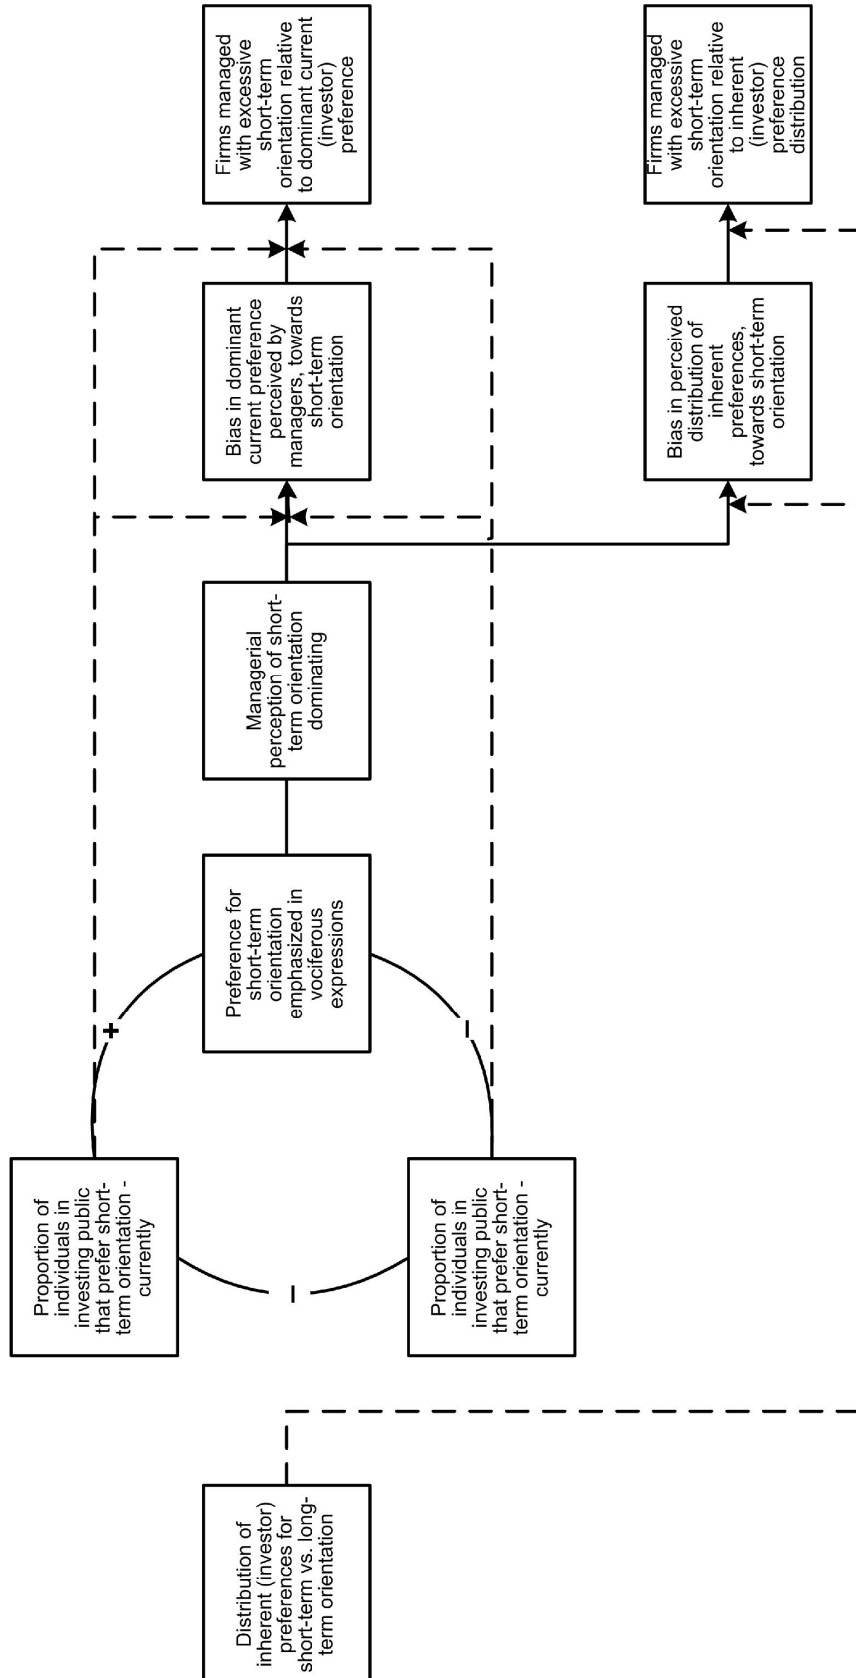 Distribution of
inherent (investor)
preferences for
short-term vs. long-
term orientation
Proportion of
individuals in
investing public
that prefer short-
term orientation -
currently
Proportion of
individuals in
investing public
that prefer short-
term orientation -
currently
+
–
–
Preference for
short-term
orientation
emphasized in
vociferous
expressions
Managerial
perception of short-
term orientation
dominating
Bias in dominant
current preference
perceived by
managers, towards
short-term
orientation
Firms managed
with excessive
short-term
orientation relative
to dominant current
(investor)
preference
Bias in perceived
distribution of
inherent
preferences,
towards short-term
orientation
Firms managed
with excessive
short-term
orientation relative
to inherent
(investor)
preference
distribution